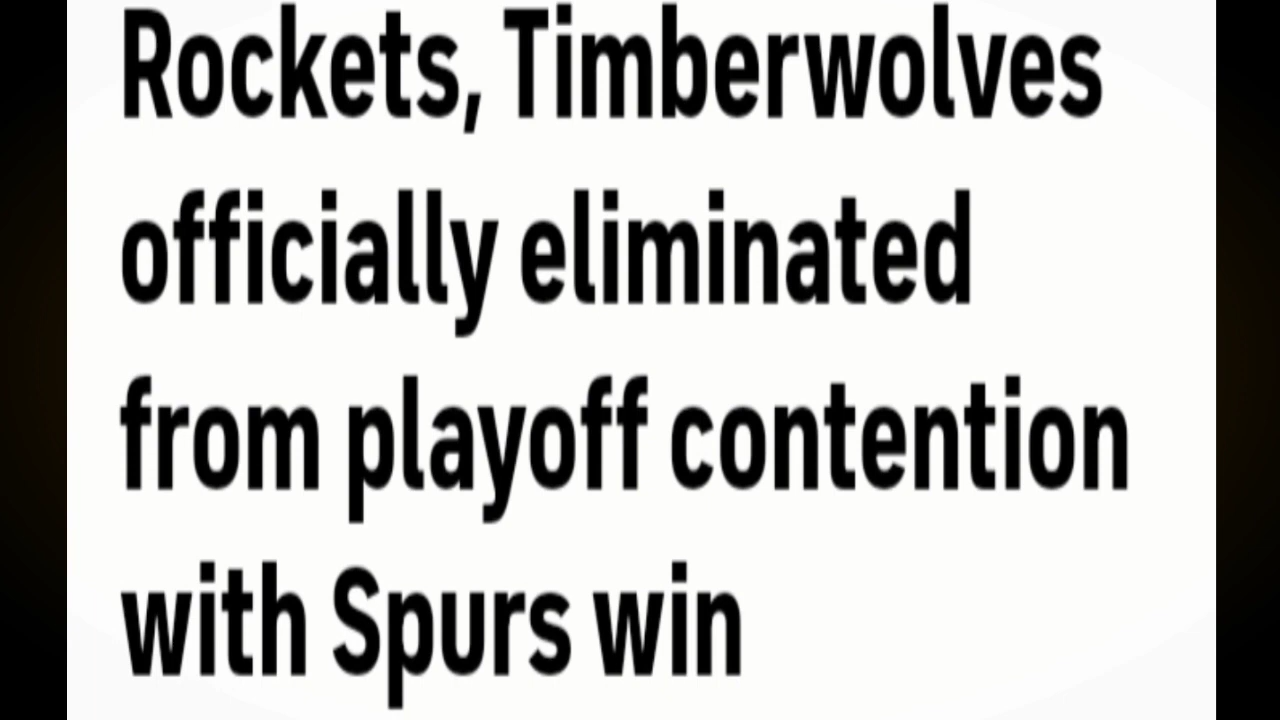 Rockets, Timberwolves
officially eliminated
from playoff contention
with Spurs win